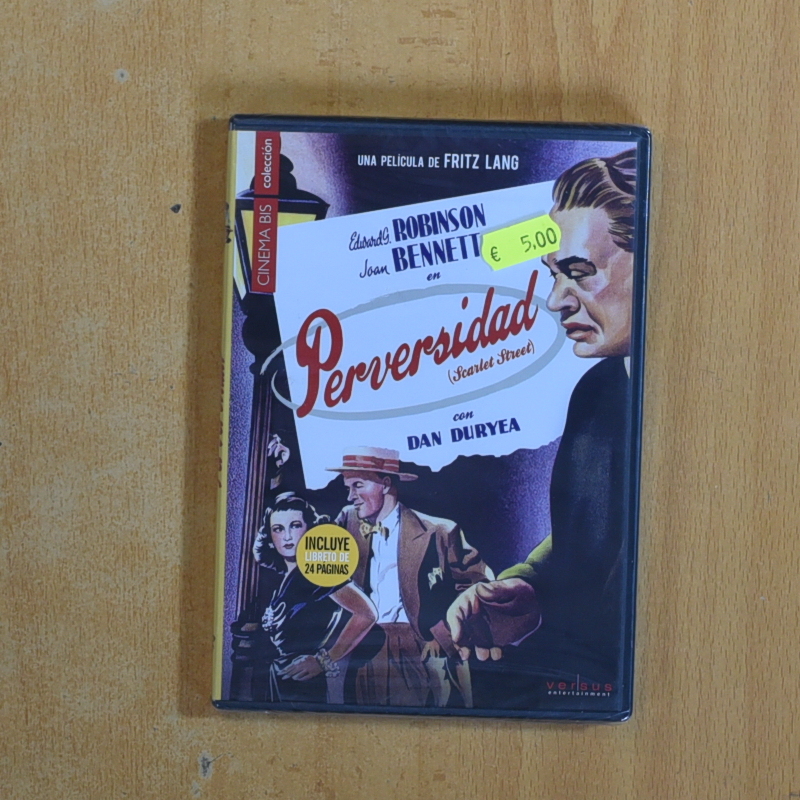 CINEMA BIS colección
UNA PELÍCULA DE FRITZ LANG
Edward G. ROBINSON
Joan BENNETT
€ 5,00
en
Perversidad
(Scarlet Street)
con
DAN DURYEA
INCLUYE
LIBRETO DE
24 PÁGINAS
versus
entertainment